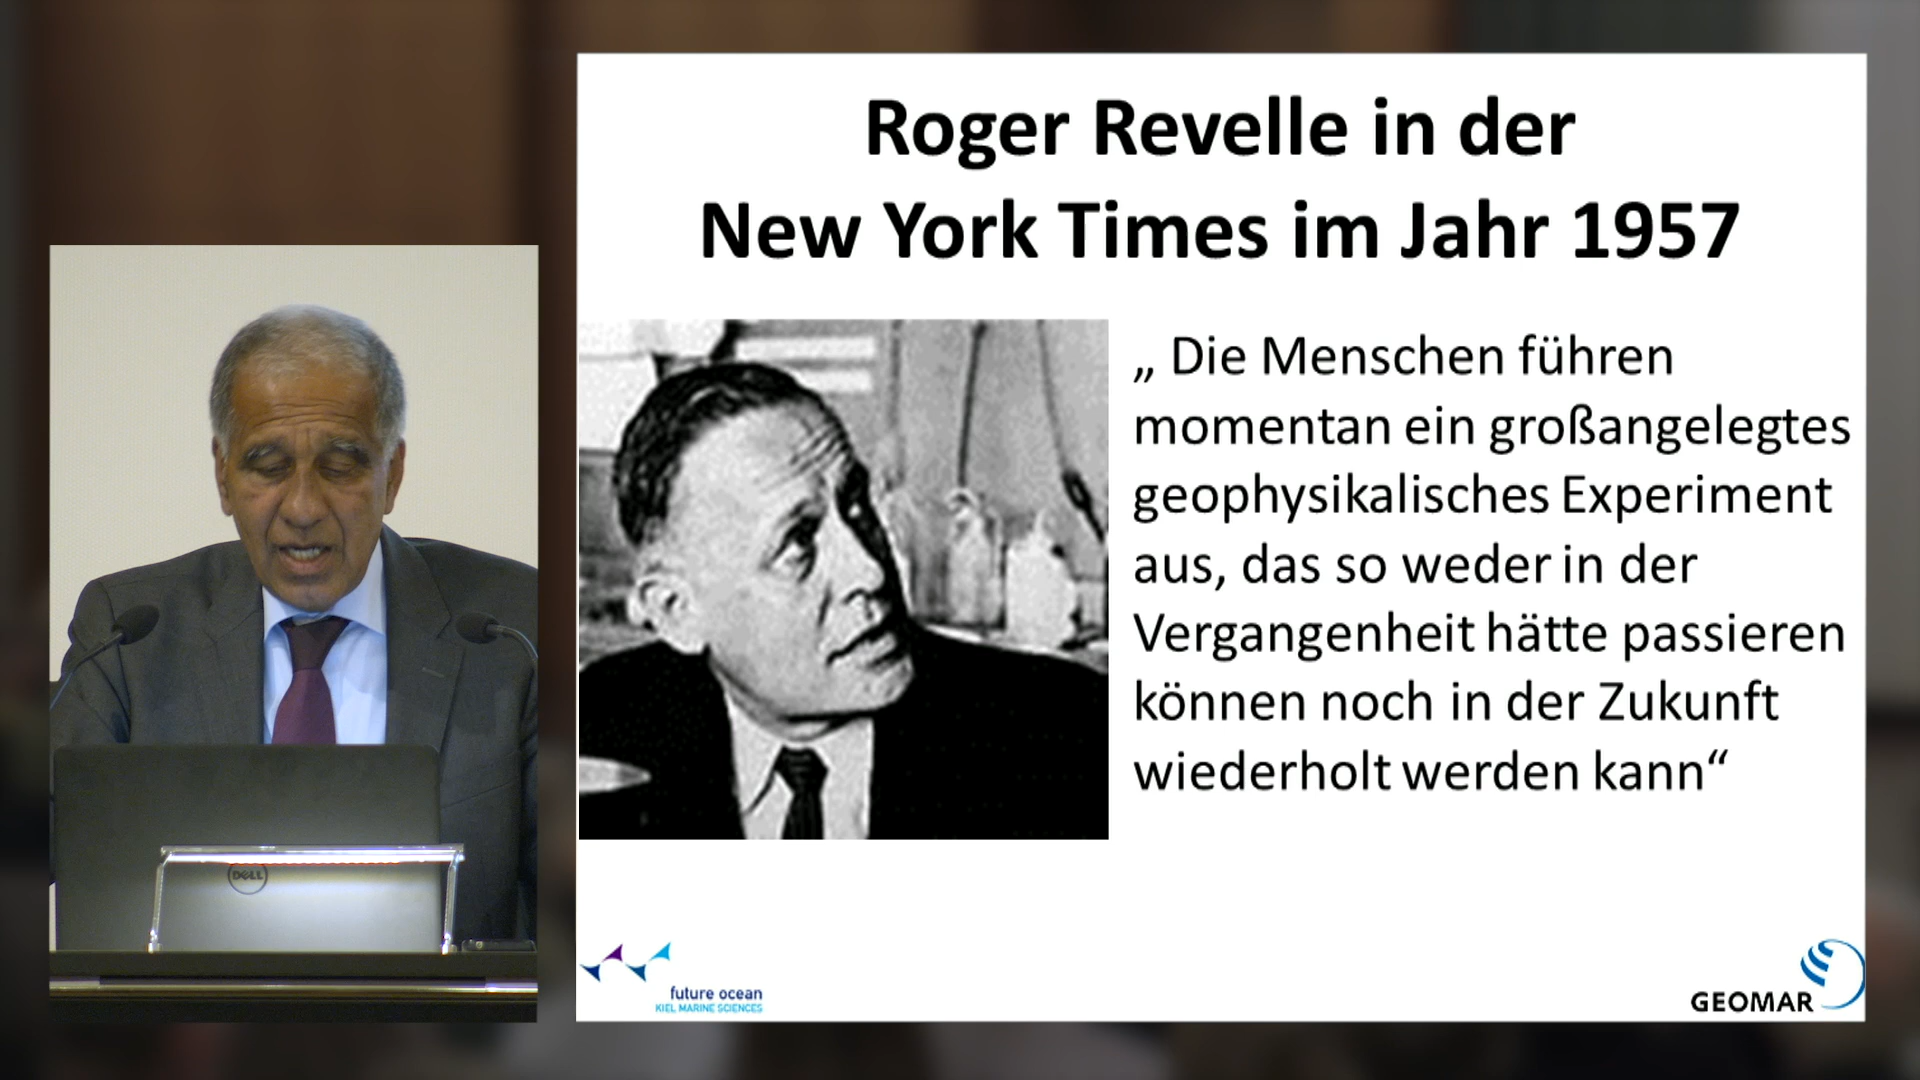 Roger Revelle in der
New York Times im Jahr 1957
„ Die Menschen führen
momentan ein großangelegtes
geophysikalisches Experiment
aus, das so weder in der
Vergangenheit hätte passieren
können noch in der Zukunft
wiederholt werden kann“
DELL
future ocean
KIEL MARINE SCIENCES
GEOMAR